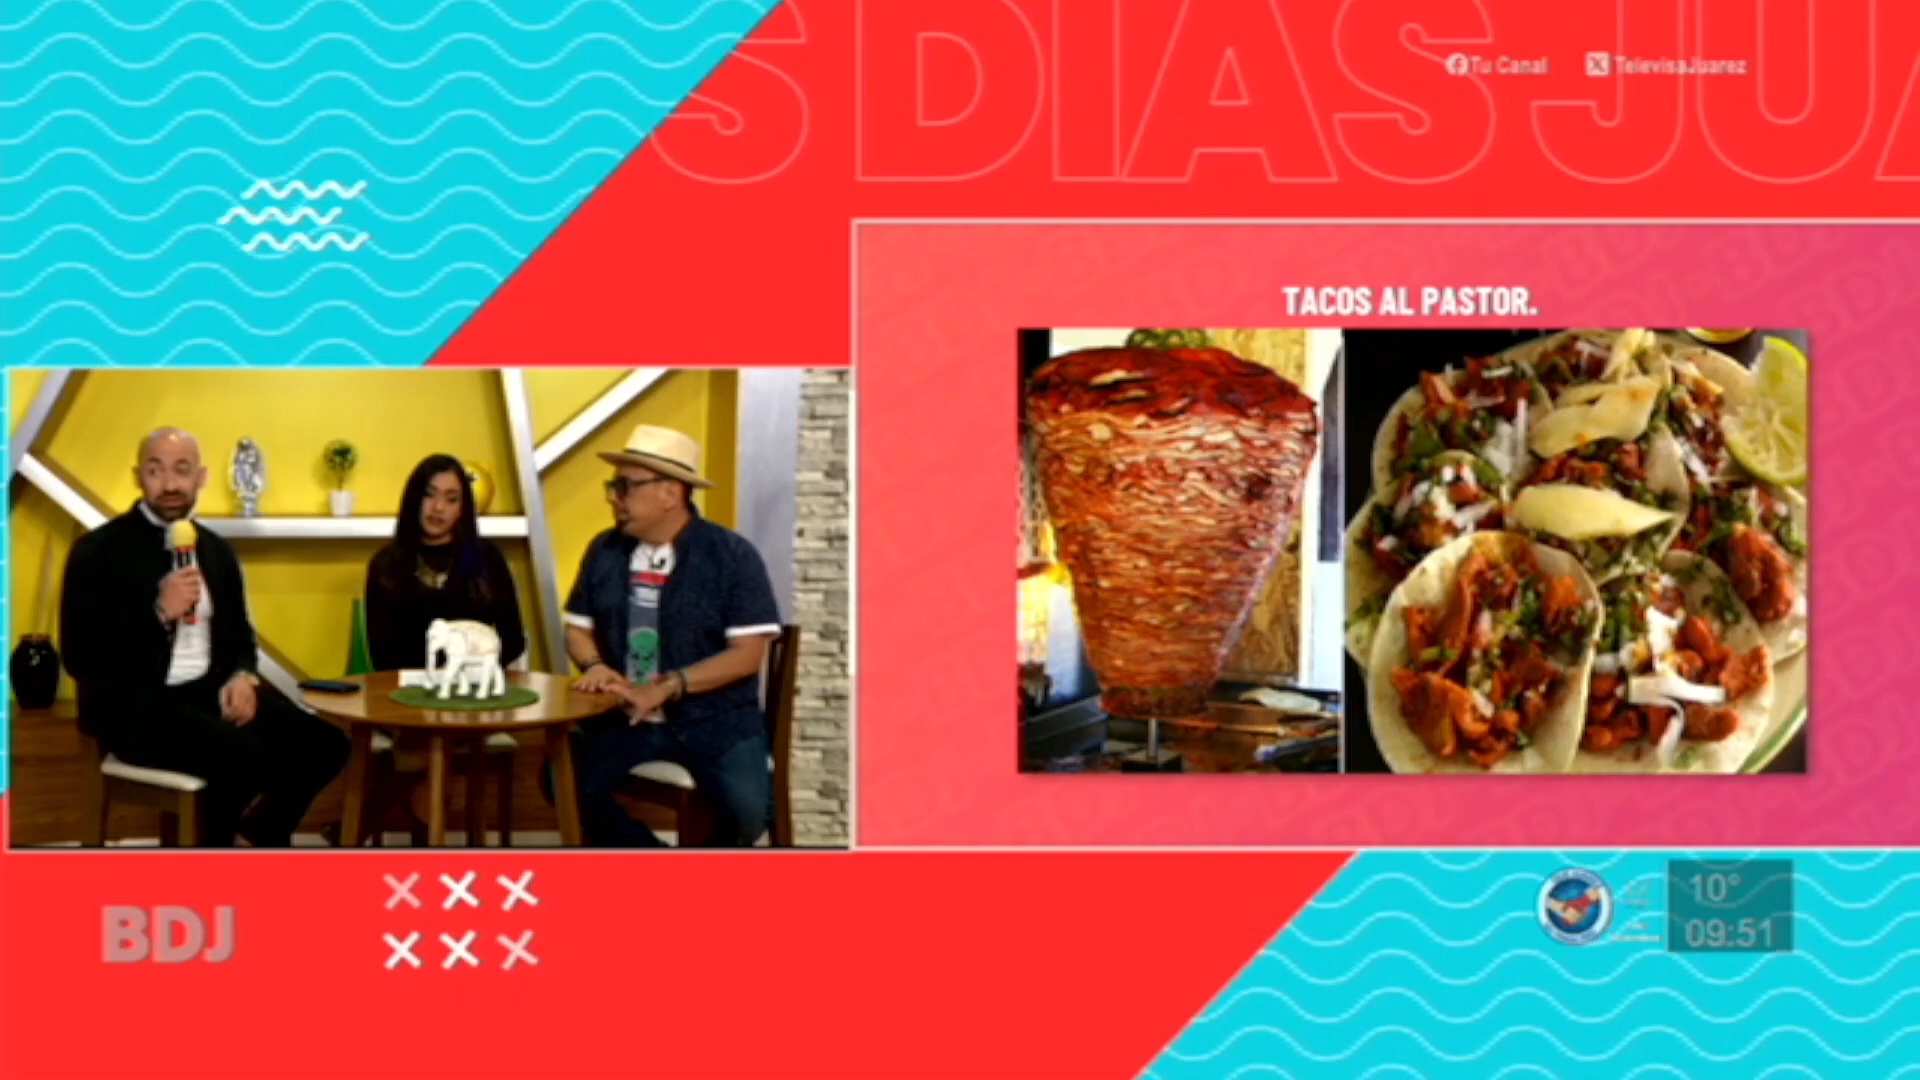 S DIAS JUA
Tu Canal
TelevisaJuarez
TACOS AL PASTOR.
BDJ
10°
09:51